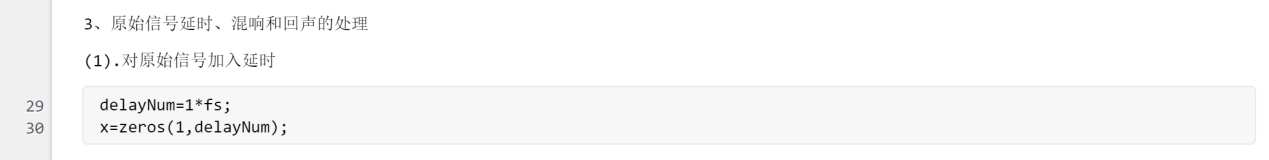 3、原始信号延时、混响和回声的处理
(1).对原始信号加入延时
29 delayNum=1*fs;
30 x=zeros(1,delayNum);